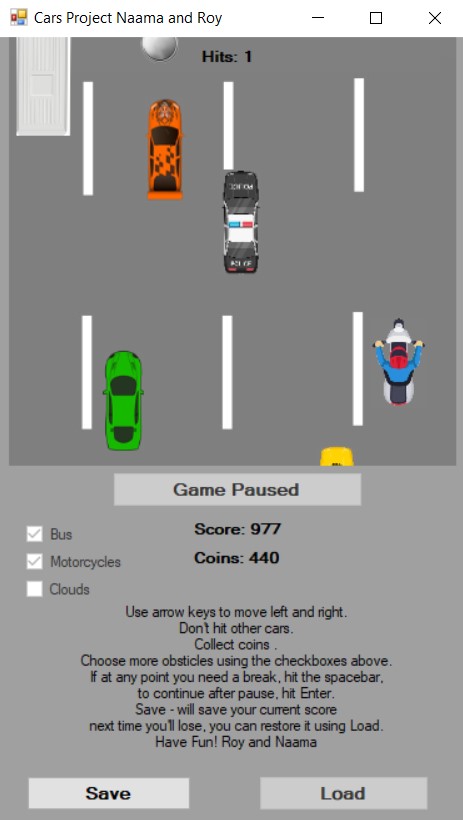 Cars Project Naama and Roy
Hits: 1
POLICE
POLICE
Game Paused
Bus
Score: 977
Motorcycles
Coins: 440
Clouds
Use arrow keys to move left and right.
Don't hit other cars.
Collect coins .
Choose more obsticles using the checkboxes above.
If at any point you need a break, hit the spacebar,
to continue after pause, hit Enter.
Save - will save your current score
next time you'll lose, you can restore it using Load.
Have Fun! Roy and Naama
Save
Load